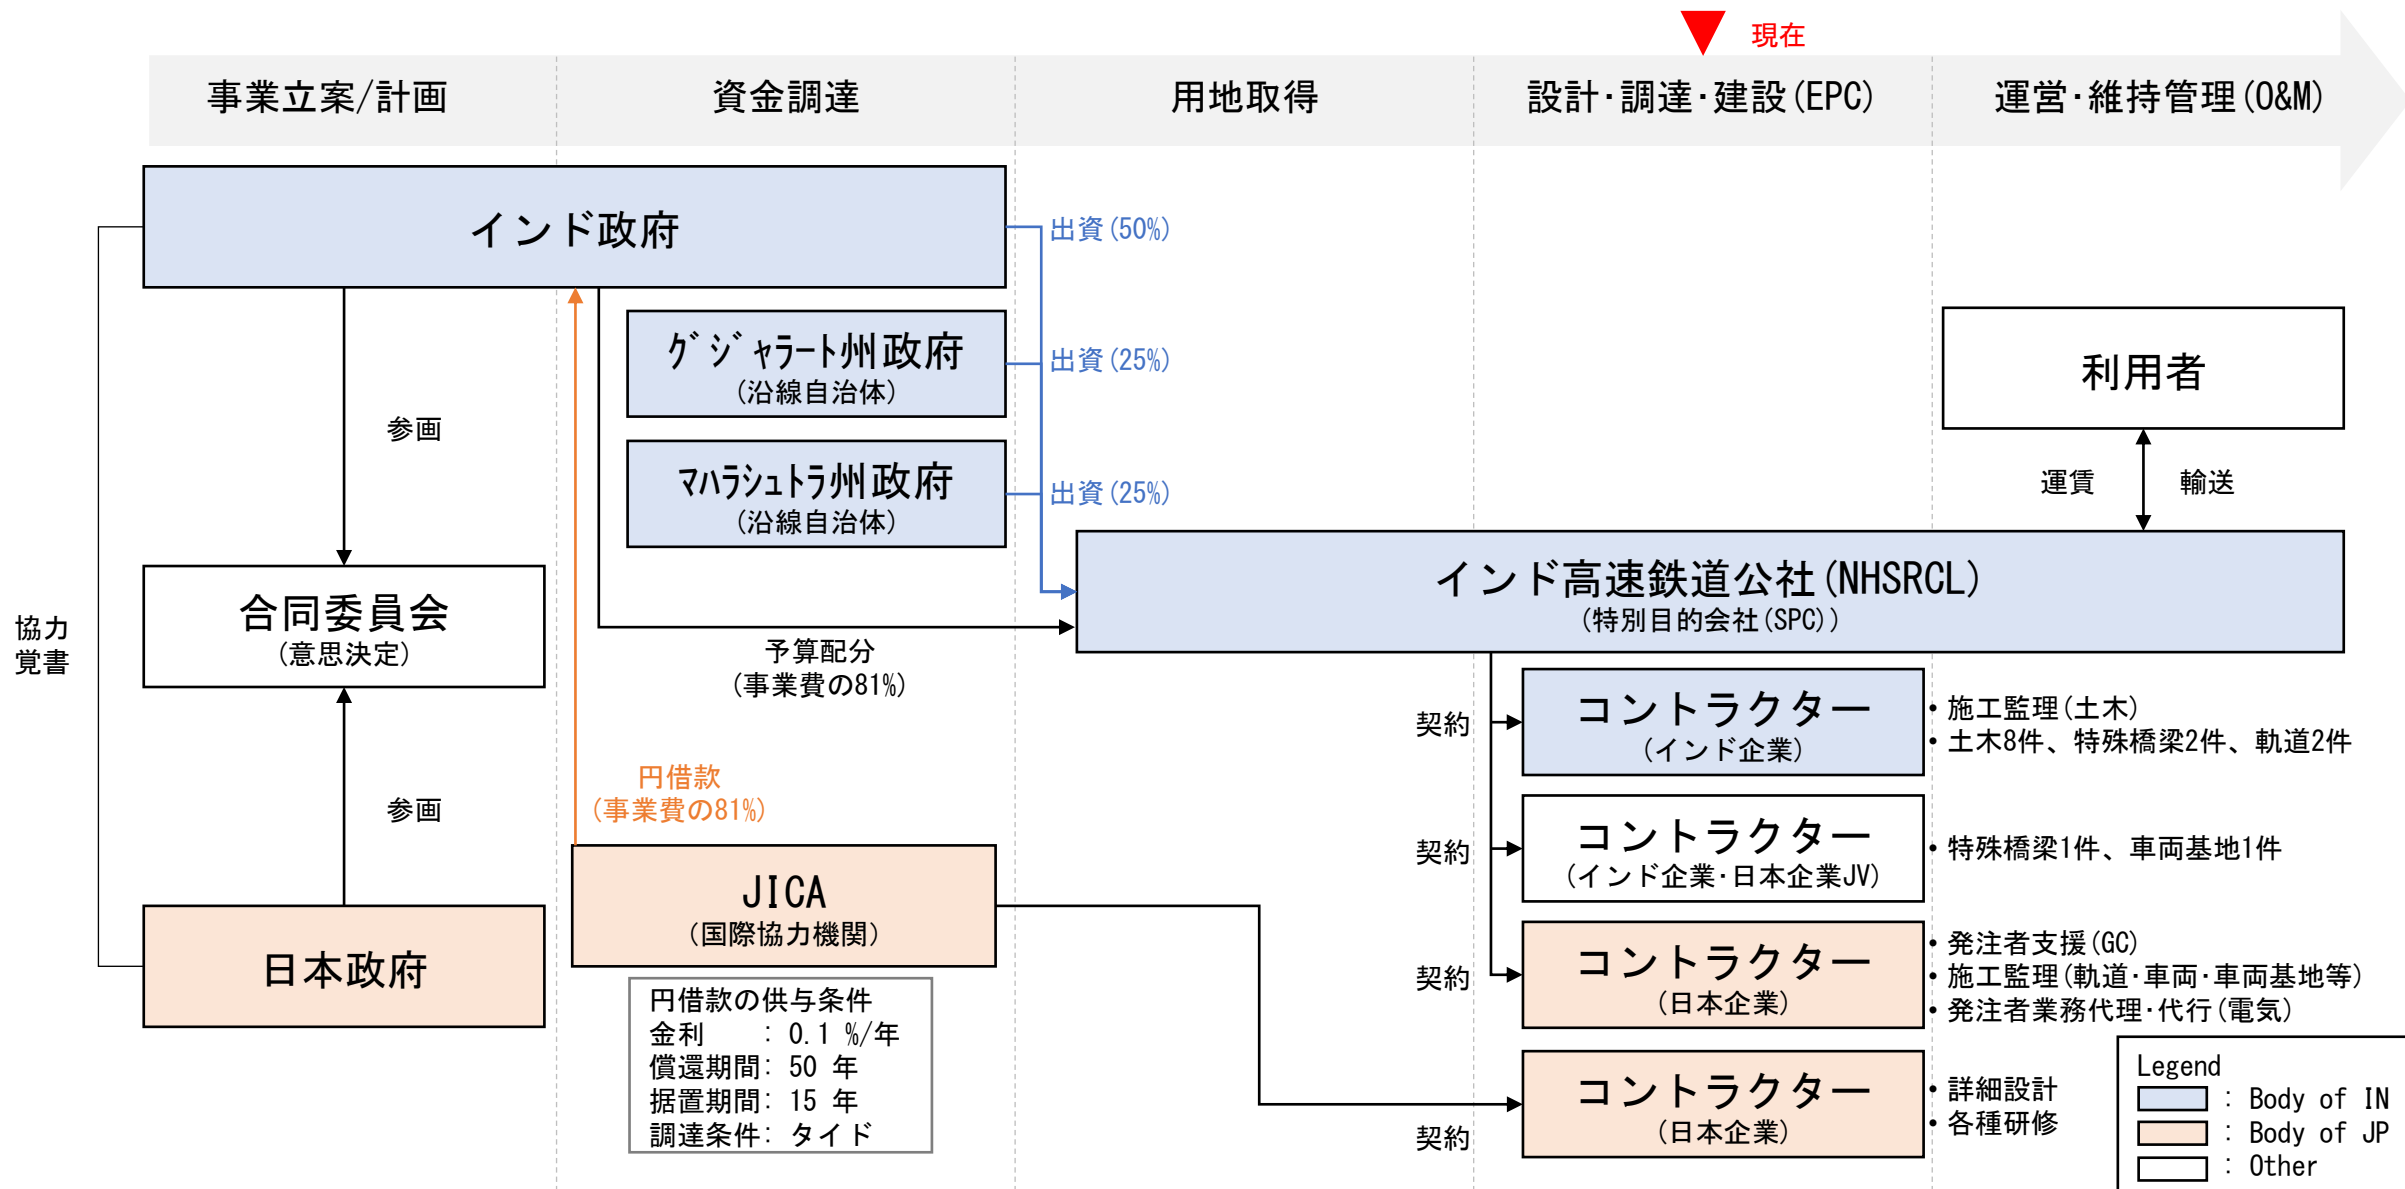 現在
事業立案/計画
資金調達
用地取得
設計・調達・建設(EPC)
運営・維持管理(O&M)
インド政府
出資(50%)
グジャラート州政府
(沿線自治体)
出資(25%)
マハラシュトラ州政府
(沿線自治体)
出資(25%)
参画
利用者
運賃
輸送
インド高速鉄道公社(NHSRCL)
(特別目的会社(SPC))
合同委員会
(意思決定)
協力
覚書
予算配分
(事業費の81%)
円借款
(事業費の81%)
参画
日本政府
JICA
(国際協力機関)
円借款の供与条件
金利 : 0.1 %/年
償還期間: 50 年
据置期間: 15 年
調達条件: タイド
契約
コントラクター
(インド企業)
• 施工監理(土木)
• 土木8件、特殊橋梁2件、軌道2件
契約
コントラクター
(インド企業・日本企業JV)
• 特殊橋梁1件、車両基地1件
契約
コントラクター
(日本企業)
• 発注者支援(GC)
• 施工監理(軌道・車両・車両基地等)
• 発注者業務代理・代行(電気)
契約
コントラクター
(日本企業)
• 詳細設計
• 各種研修
Legend
: Body of IN
: Body of JP
: Other